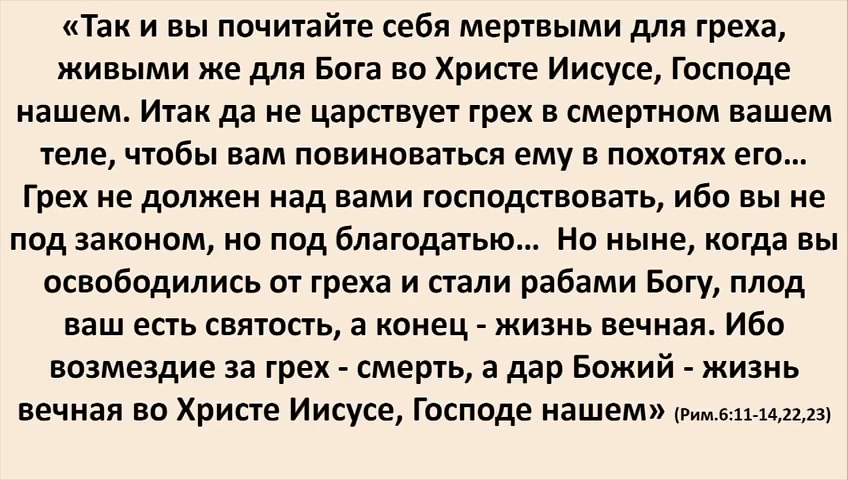 «Так и вы почитайте себя мертвыми для греха,
живыми же для Бога во Христе Иисусе, Господе
нашем. Итак да не царствует грех в смертном вашем
теле, чтобы вам повиноваться ему в похотях его...
Грех не должен над вами господствовать, ибо вы не
под законом, но под благодатью... Но ныне, когда вы
освободились от греха и стали рабами Богу, плод
ваш есть святость, а конец - жизнь вечная. Ибо
возмездие за грех - смерть, а дар Божий - жизнь
вечная во Христе Иисусе, Господе нашем» (Рим.6:11-14,22,23)